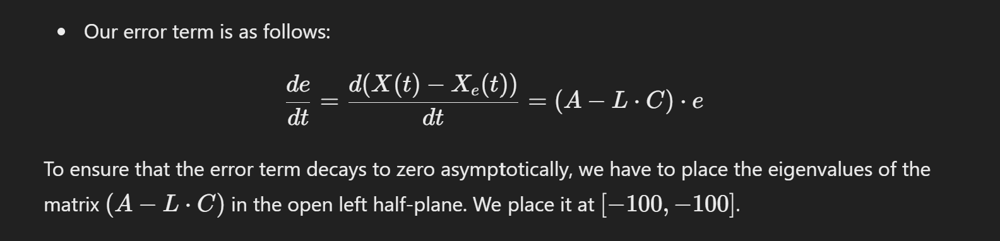 • Our error term is as follows:
$$\frac{de}{dt} = \frac{d(X(t) - X_e(t))}{dt} = (A - L \cdot C) \cdot e$$
To ensure that the error term decays to zero asymptotically, we have to place the eigenvalues of the
matrix $(A - L \cdot C)$ in the open left half-plane. We place it at $[-100, -100]$.